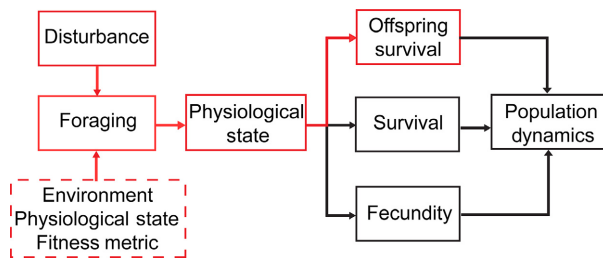 Disturbance
Foraging
Environment
Physiological state
Fitness metric
Physiological
state
Offspring
survival
Survival
Fecundity
Population
dynamics